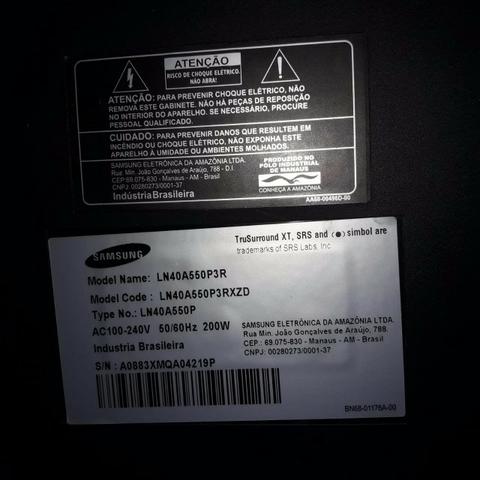 ATENÇÃO
RISCO DE CHOQUE ELÉTRICO.
NÃO ABRA!
ATENÇÃO: PARA PREVENIR CHOQUE ELÉTRICO, NÃO
REMOVA ESTE GABINETE. NÃO HÁ PEÇAS DE REPOSIÇÃO
NO INTERIOR DO APARELHO. SE NECESSÁRIO, PROCURE
PESSOAL QUALIFICADO.
CUIDADO: PARA PREVENIR DANOS QUE RESULTEM EM
INCÊNDIO OU CHOQUE ELÉTRICO, NÃO EXPONHA ESTE
APARELHO À UMIDADE OU AMBIENTES MOLHADOS.
SAMSUNG ELETRÔNICA DA AMAZÔNIA LTDA.
Rua: Min. João Gonçalves de Araújo, 788 - D.I.
CEP: 69.075-830 - Manaus - AM - Brasil
CNPJ: 00280273/0001-37
Indústria Brasileira
PRODUZIDO NO
PÓLO INDUSTRIAL
DE MANAUS
CONHEÇA A AMAZÔNIA
SAMSUNG
TruSurround XT, SRS and (●) simbol are
trademarks of SRS Labs, Inc.
Model Name: LN40A550P3R
Model Code : LN40A550P3RXZD
Type No.: LN40A550P
AC100-240V 50/60Hz 200W
Industria Brasileira
S/N : A0883XMQA04219P
SAMSUNG ELETRÔNICA DA AMAZÔNIA LTDA.
Rua: Min. João Gonçalves de Araújo, 788.
CEP.: 69.075-830 - Manaus - AM - Brasil
CNPJ: 00280273/0001-37
BN68-01178A-00